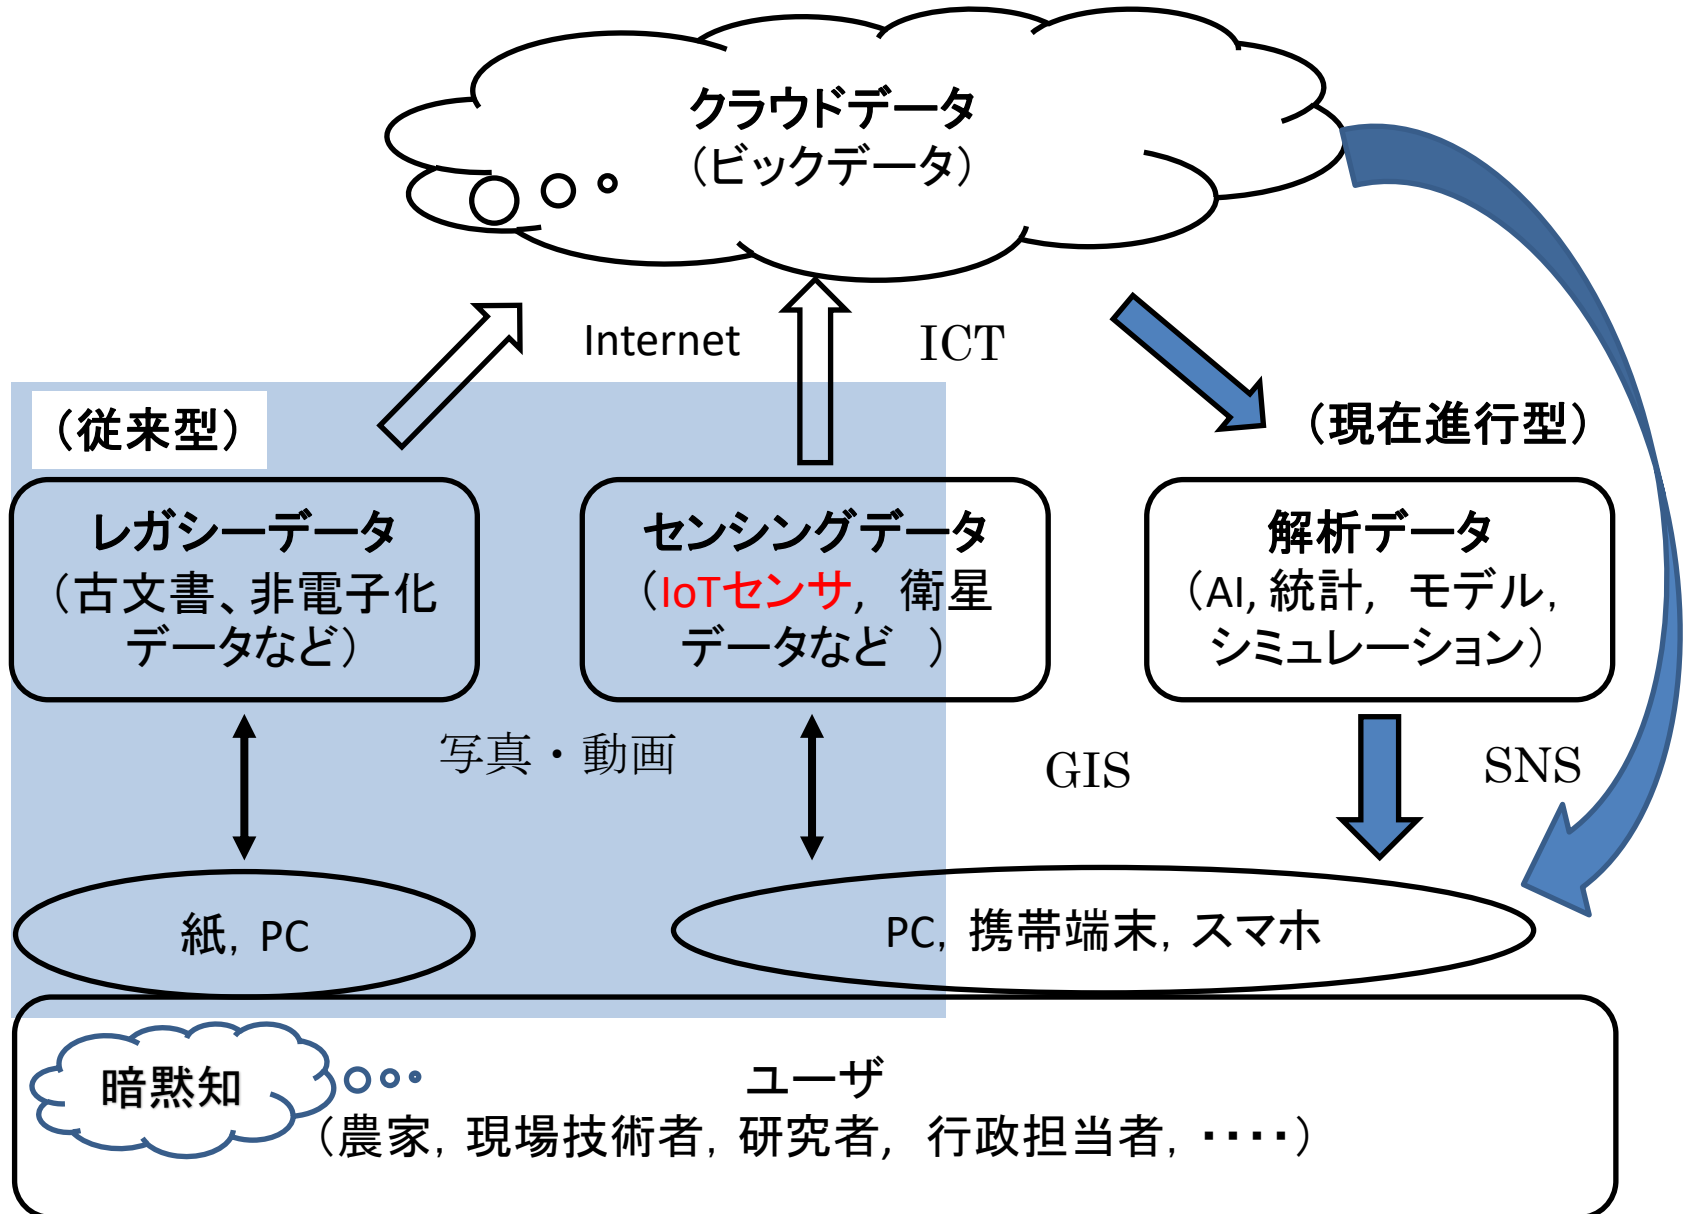 クラウドデータ
（ビックデータ）
Internet
ICT
（従来型）
（現在進行型）
レガシーデータ
（古文書、非電子化
データなど）
センシングデータ
（IoTセンサ， 衛星
データなど ）
解析データ
（AI, 統計， モデル，
シミュレーション）
写真・動画
GIS
SNS
紙，PC
PC，携帯端末，スマホ
暗黙知
ユーザ
（農家，現場技術者，研究者， 行政担当者，・・・・）